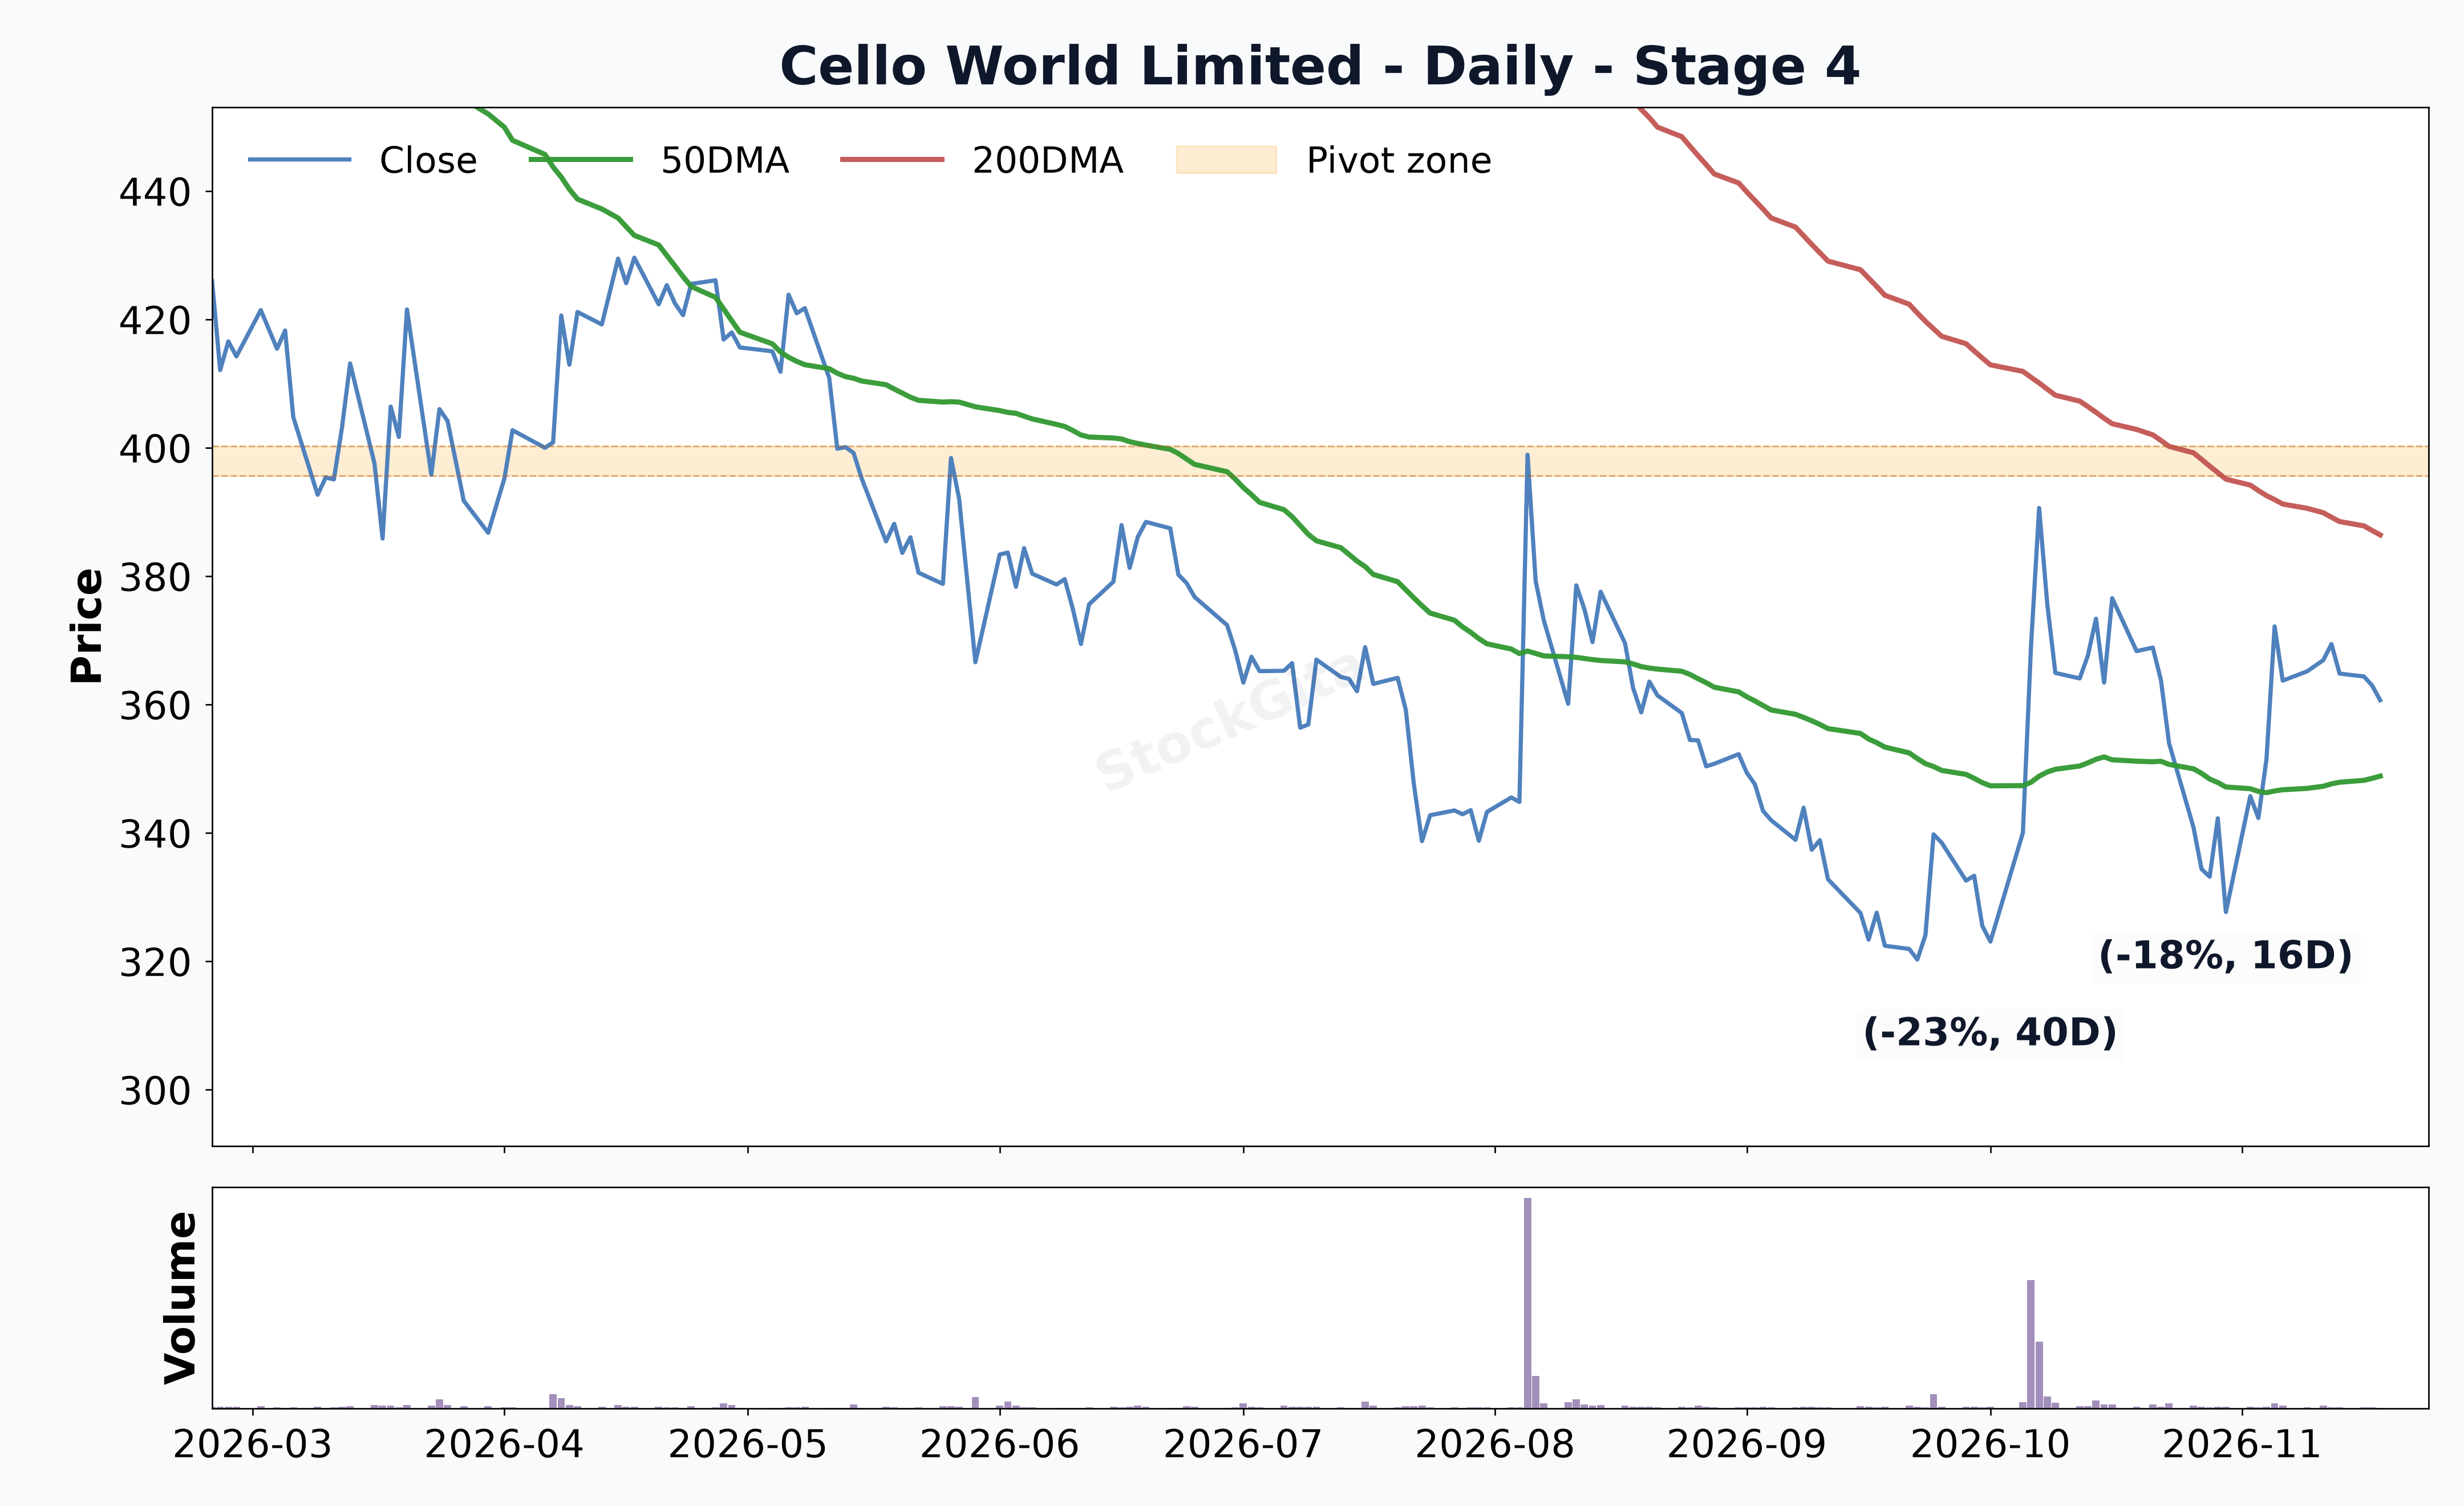 Cello World Limited - Daily - Stage 4
Close 50DMA 200DMA Pivot zone
Price
440
420
400
380
360
340
320
300
StockGita
(-18%, 16D)
(-23%, 40D)
Volume
2026-03 2026-04 2026-05 2026-06 2026-07 2026-08 2026-09 2026-10 2026-11